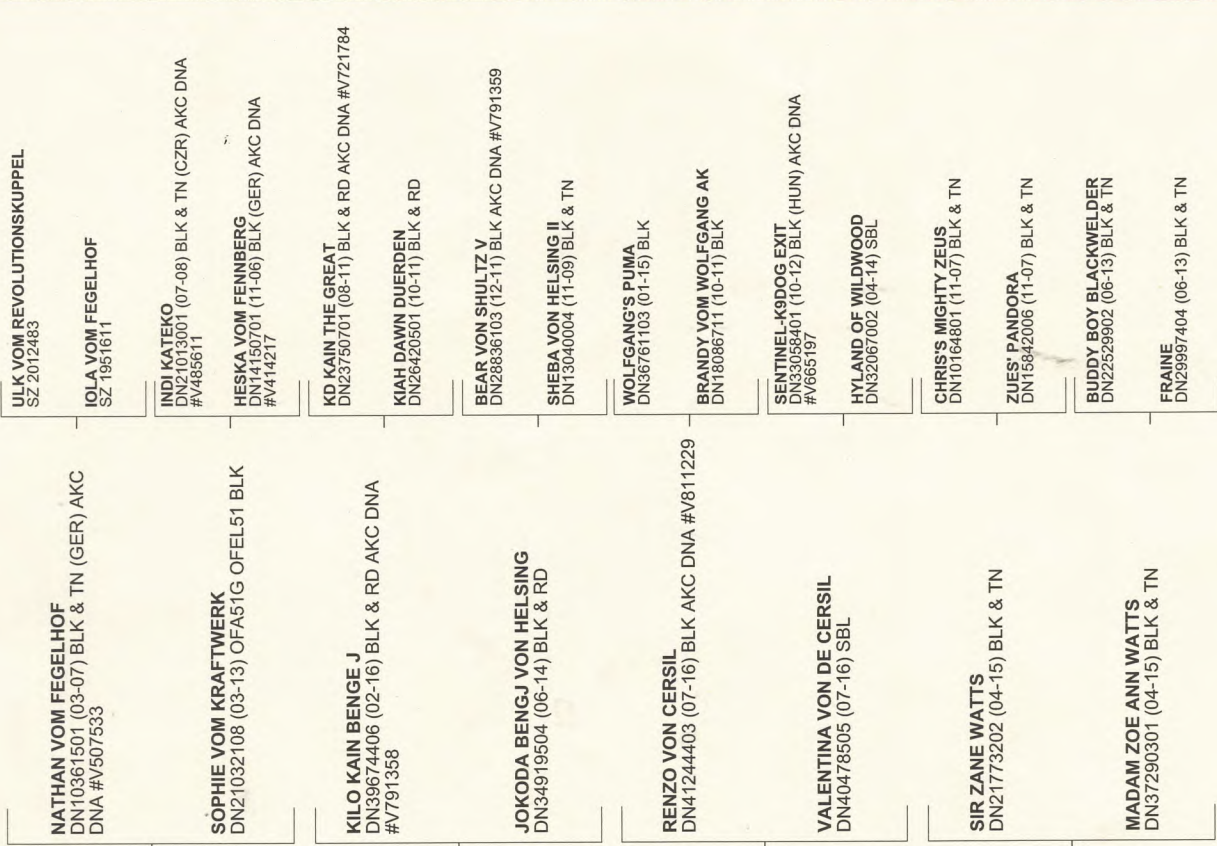 NATHAN VOM FEGELHOF
DN10361501 (03-07) BLK & TN (GER) AKC
DNA #V507533
SOPHIE VOM KRAFTWERK
DN21032108 (03-13) OFA51G OFEL51 BLK
KILO KAIN BENGE J
DN39674406 (02-16) BLK & RD AKC DNA
#V791358
JOKODA BENGJ VON HELSING
DN34919504 (06-14) BLK & RD
RENZO VON CERSIL
DN41244403 (07-16) BLK AKC DNA #V811229
VALENTINA VON DE CERSIL
DN40478505 (07-16) SBL
SIR ZANE WATTS
DN21773202 (04-15) BLK & TN
MADAM ZOE ANN WATTS
DN37290301 (04-15) BLK & TN
ULK VOM REVOLUTIONSKUPPEL
SZ 2012483
IOLA VOM FEGELHOF
SZ 1951611
INDI KATEKO
DN21013001 (07-08) BLK & TN (CZR) AKC DNA
#V485611
HESKA VOM FENNBERG
DN14150701 (11-06) BLK (GER) AKC DNA
#V414217
KD KAIN THE GREAT
DN23750701 (08-11) BLK & RD AKC DNA #V721784
KIAH DAWN DUERDEN
DN26420501 (10-11) BLK & RD
BEAR VON SHULTZ V
DN28836103 (12-11) BLK AKC DNA #V791359
SHEBA VON HELSING II
DN13040004 (11-09) BLK & TN
WOLFGANG'S PUMA
DN36761103 (01-15) BLK
BRANDY VOM WOLFGANG AK
DN18086711 (10-11) BLK
SENTINEL-K9DOG EXIT
DN33058401 (10-12) BLK (HUN) AKC DNA
#V665197
HYLAND OF WILDWOOD
DN32067002 (04-14) SBL
CHRIS'S MIGHTY ZEUS
DN10164801 (11-07) BLK & TN
ZUES' PANDORA
DN15842006 (11-07) BLK & TN
BUDDY BOY BLACKWELDER
DN22529902 (06-13) BLK & TN
FRAINE
DN29997404 (06-13) BLK & TN